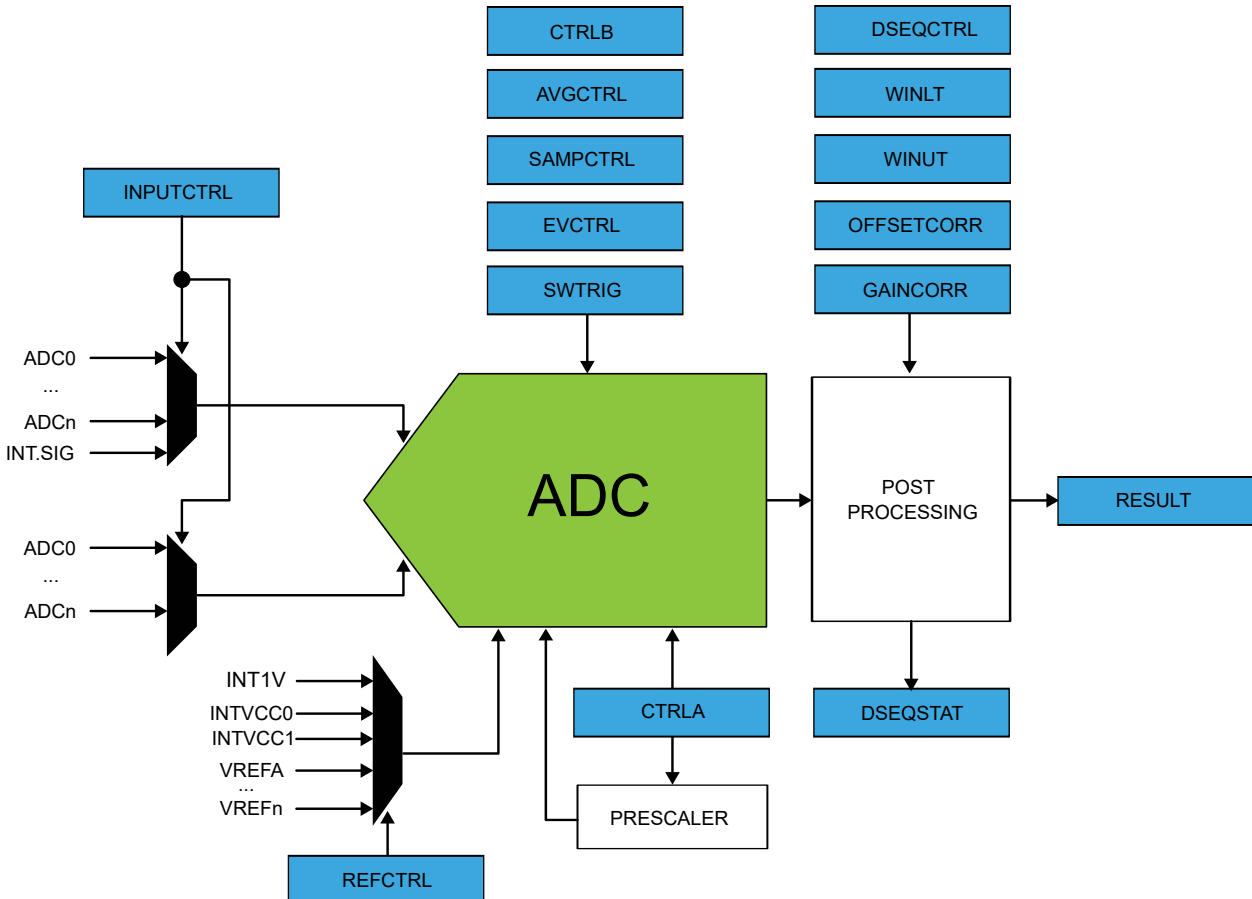 CTRLB
AVGCTRL
SAMPCTRL
EVCTRL
SWTRIG
DSEQCTRL
WINLT
WINUT
OFFSETCORR
GAINCORR
INPUTCTRL
ADC0
...
ADCn
INT.SIG
ADC0
...
ADCn
ADC
POST
PROCESSING
RESULT
INT1V
INTVCC0
INTVCC1
VREFA
...
VREFn
CTRLA
DSEQSTAT
PRESCALER
REFCTRL